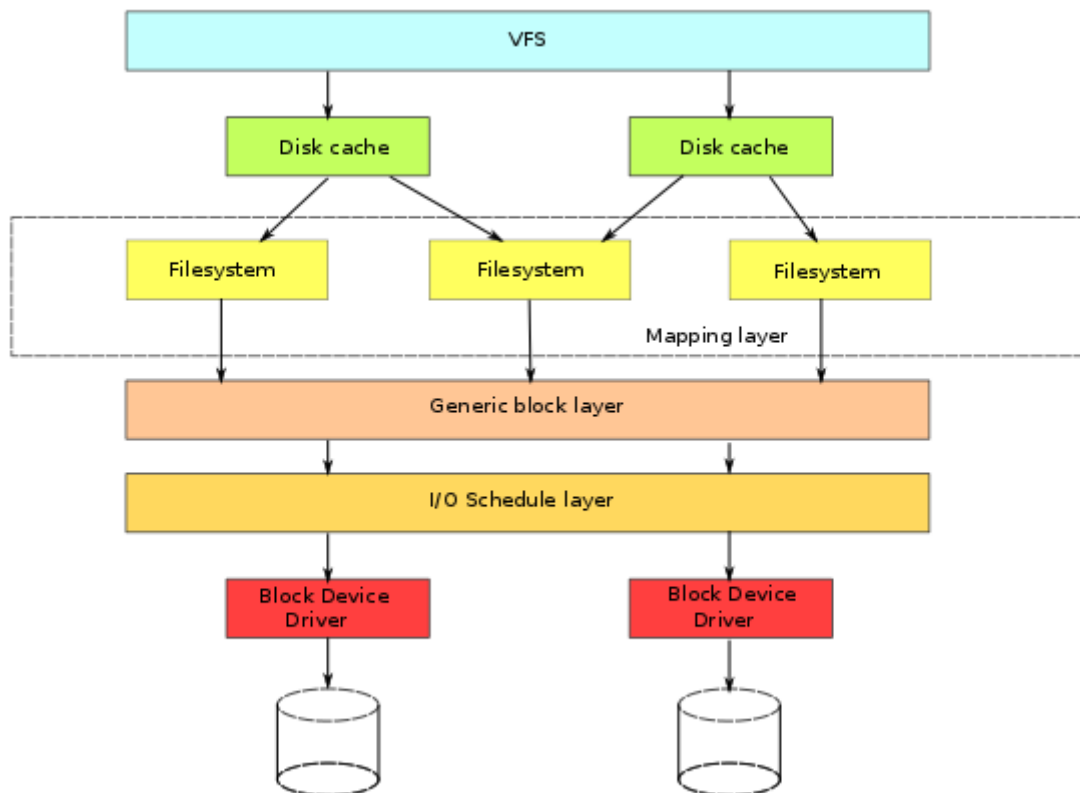 VFS
Disk cache
Disk cache
Filesystem
Filesystem
Filesystem
Mapping layer
Generic block layer
I/O Schedule layer
Block Device
Driver
Block Device
Driver